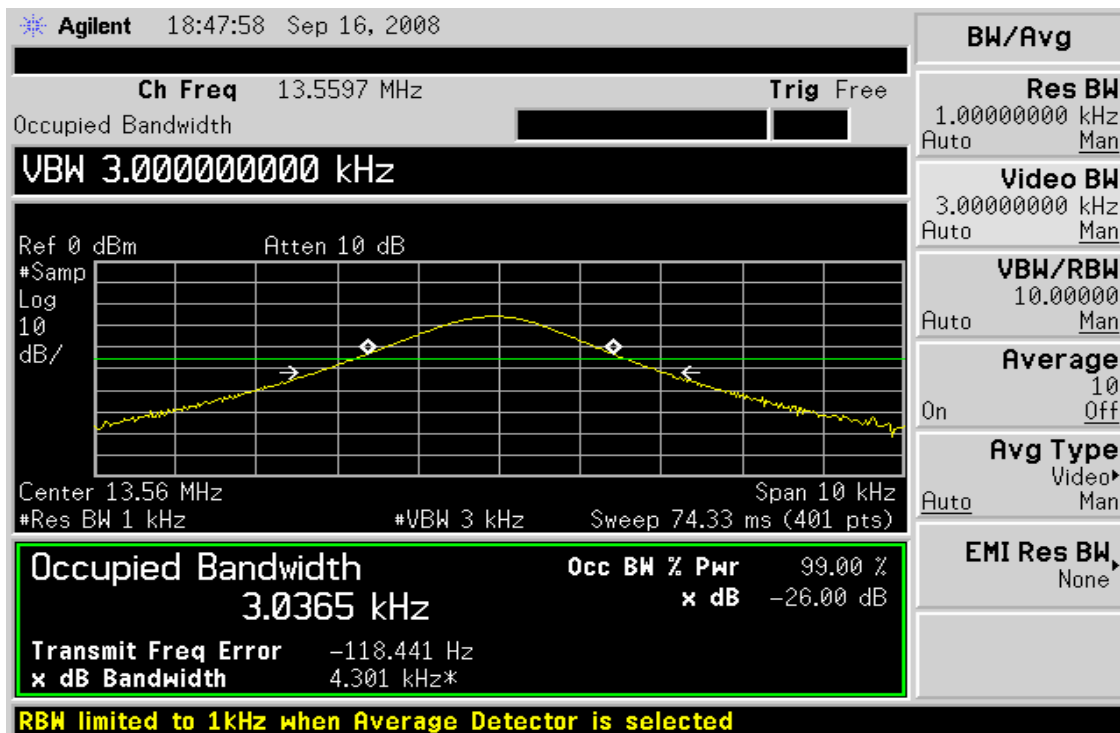 Agilent 18:47:58 Sep 16, 2008
Ch Freq 13.5597 MHz Trig Free
Occupied Bandwidth
VBW 3.000000000 kHz
Ref 0 dBm Atten 10 dB
#Samp
Log
10
dB/
Center 13.56 MHz Span 10 kHz
#Res BW 1 kHz #VBW 3 kHz Sweep 74.33 ms (401 pts)
Occupied Bandwidth
3.0365 kHz
Occ BW % Pwr 99.00 %
x dB -26.00 dB
Transmit Freq Error -118.441 Hz
x dB Bandwidth 4.301 kHz*
RBW limited to 1kHz when Average Detector is selected
BW/Avg
Res BW
1.00000000 kHz
Auto Man
Video BW
3.00000000 kHz
Auto Man
VBW/RBW
10.00000
Auto Man
Average
10
On Off
Avg Type
Video
Auto Man
EMI Res BW
None